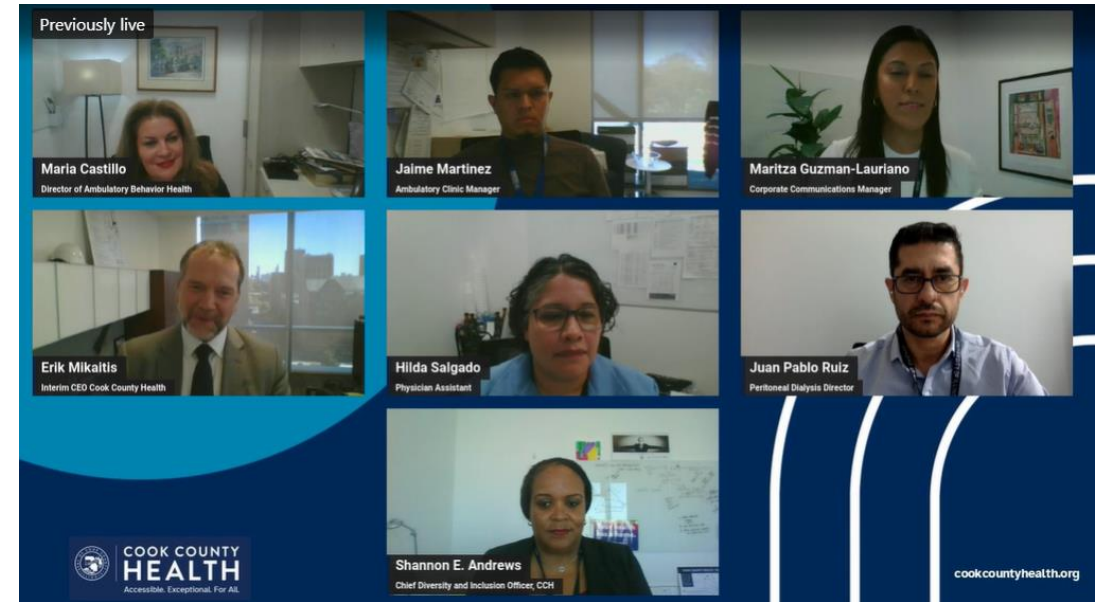 Previously live
Maria Castillo
Director of Ambulatory Behavior Health
Jaime Martinez
Ambulatory Clinic Manager
Maritza Guzman-Lauriano
Corporate Communications Manager
Erik Mikaitis
Interim CEO Cook County Health
Hilda Salgado
Physician Assistant
Juan Pablo Ruiz
Peritoneal Dialysis Director
Shannon E. Andrews
Chief Diversity and Inclusion Officer, CCH
COOK COUNTY
HEALTH
Accessible. Exceptional. For All.
cookcountyhealth.org